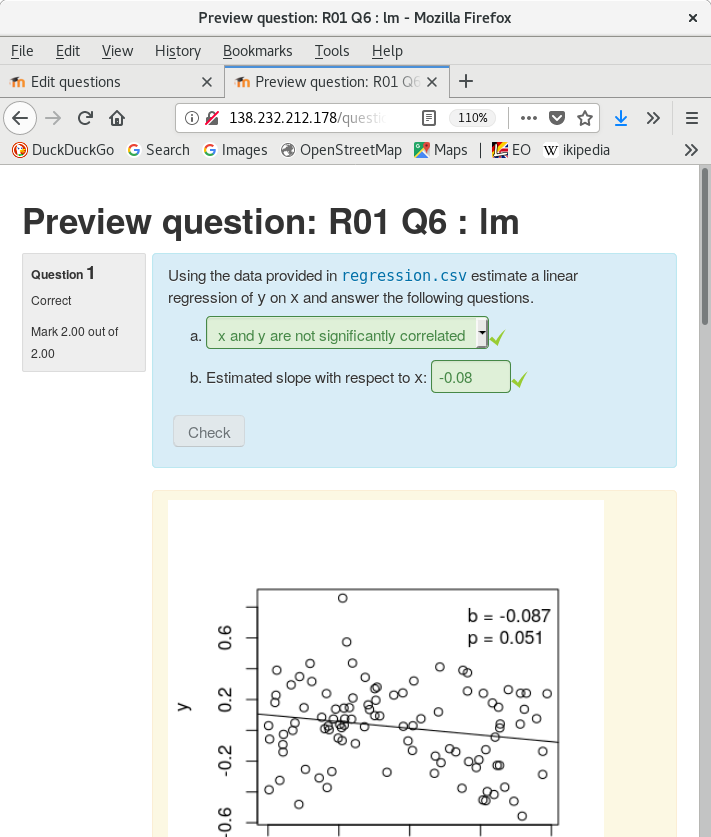 Preview question: R01 Q6 : lm - Mozilla Firefox
File Edit View History Bookmarks Tools Help
Edit questions Preview question: R01 Q6
138.232.212.178/questi 110%
DuckDuckGo Search Images OpenStreetMap Maps | EO W ikipedia
Preview question: R01 Q6 : lm
Question 1
Correct
Mark 2.00 out of
2.00
Using the data provided in regression.csv estimate a linear
regression of y on x and answer the following questions.
a. x and y are not significantly correlated
b. Estimated slope with respect to x: -0.08
Check
b = -0.087
p = 0.051
y
0.6
0.2
-0.2
-0.6